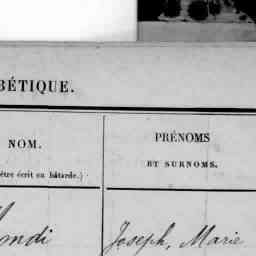 BÉTIQUE.
NOM.
PRÉNOMS
ET SURNOMS.
être écrit en bâtarde.)
Joseph, Marie